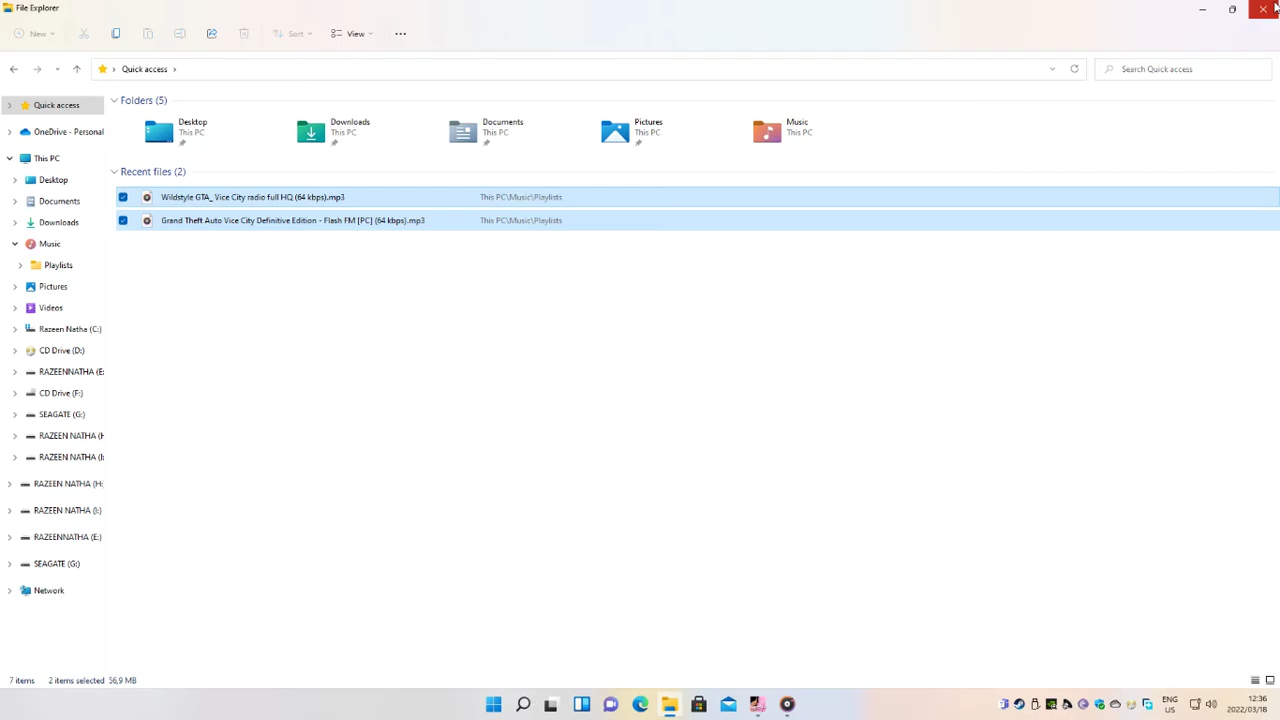 File Explorer
New
Sort
View
Quick access
Search Quick access
Quick access
OneDrive - Personal
This PC
Desktop
Documents
Downloads
Music
Playlists
Pictures
Videos
Razeen Natha (C:)
CD Drive (D:)
RAZEENNATHA (E:
CD Drive (F:)
SEAGATE (G:)
RAZEEN NATHA (H
RAZEEN NATHA (I:
RAZEEN NATHA (H:
RAZEEN NATHA (I:)
RAZEENNATHA (E:)
SEAGATE (G:)
Network
Folders (5)
Desktop
This PC
Downloads
This PC
Documents
This PC
Pictures
This PC
Music
This PC
Recent files (2)
Wildstyle GTA_ Vice City radio full HQ (64 kbps).mp3 This PC\Music\Playlists
Grand Theft Auto Vice City Definitive Edition - Flash FM [PC] (64 kbps).mp3 This PC\Music\Playlists
7 items 2 items selected 56,9 MB
ENG
US
12:36
2022/03/18